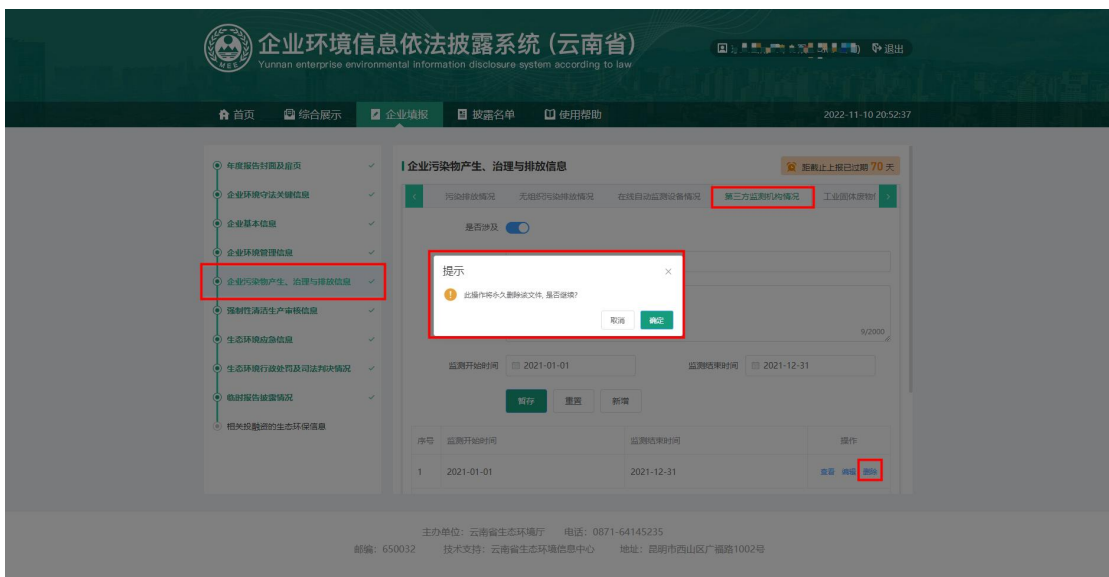 企业环境信息依法披露系统 (云南省)
Yunnan enterprise environmental information disclosure system according to law
MEE
退出
首页 综合展示 企业填报 披露名单 使用帮助 2022-11-10 20:52:37
年度报告封面及扉页
企业环境守法关键信息
企业基本信息
企业环境管理信息
企业污染物产生、治理与排放信息
强制性清洁生产审核信息
生态环境应急信息
生态环境行政处罚及司法判决情况
临时报告披露情况
相关投融资的生态环保信息
企业污染物产生、治理与排放信息 距截止上报已过期 70 天
污染排放情况 无组织污染排放情况 在线自动监测设备情况 第三方监测机构情况 工业固体废物
是否涉及
提示
此操作将永久删除该文件, 是否继续?
取消 确定
9/2000
监测开始时间 2021-01-01 监测结束时间 2021-12-31
暂存 重置 新增
序号 监测开始时间 监测结束时间 操作
1 2021-01-01 2021-12-31 查看 编辑 删除
主办单位：云南省生态环境厅 电话：0871-64145235
邮编：650032 技术支持：云南省生态环境信息中心 地址：昆明市西山区广福路1002号